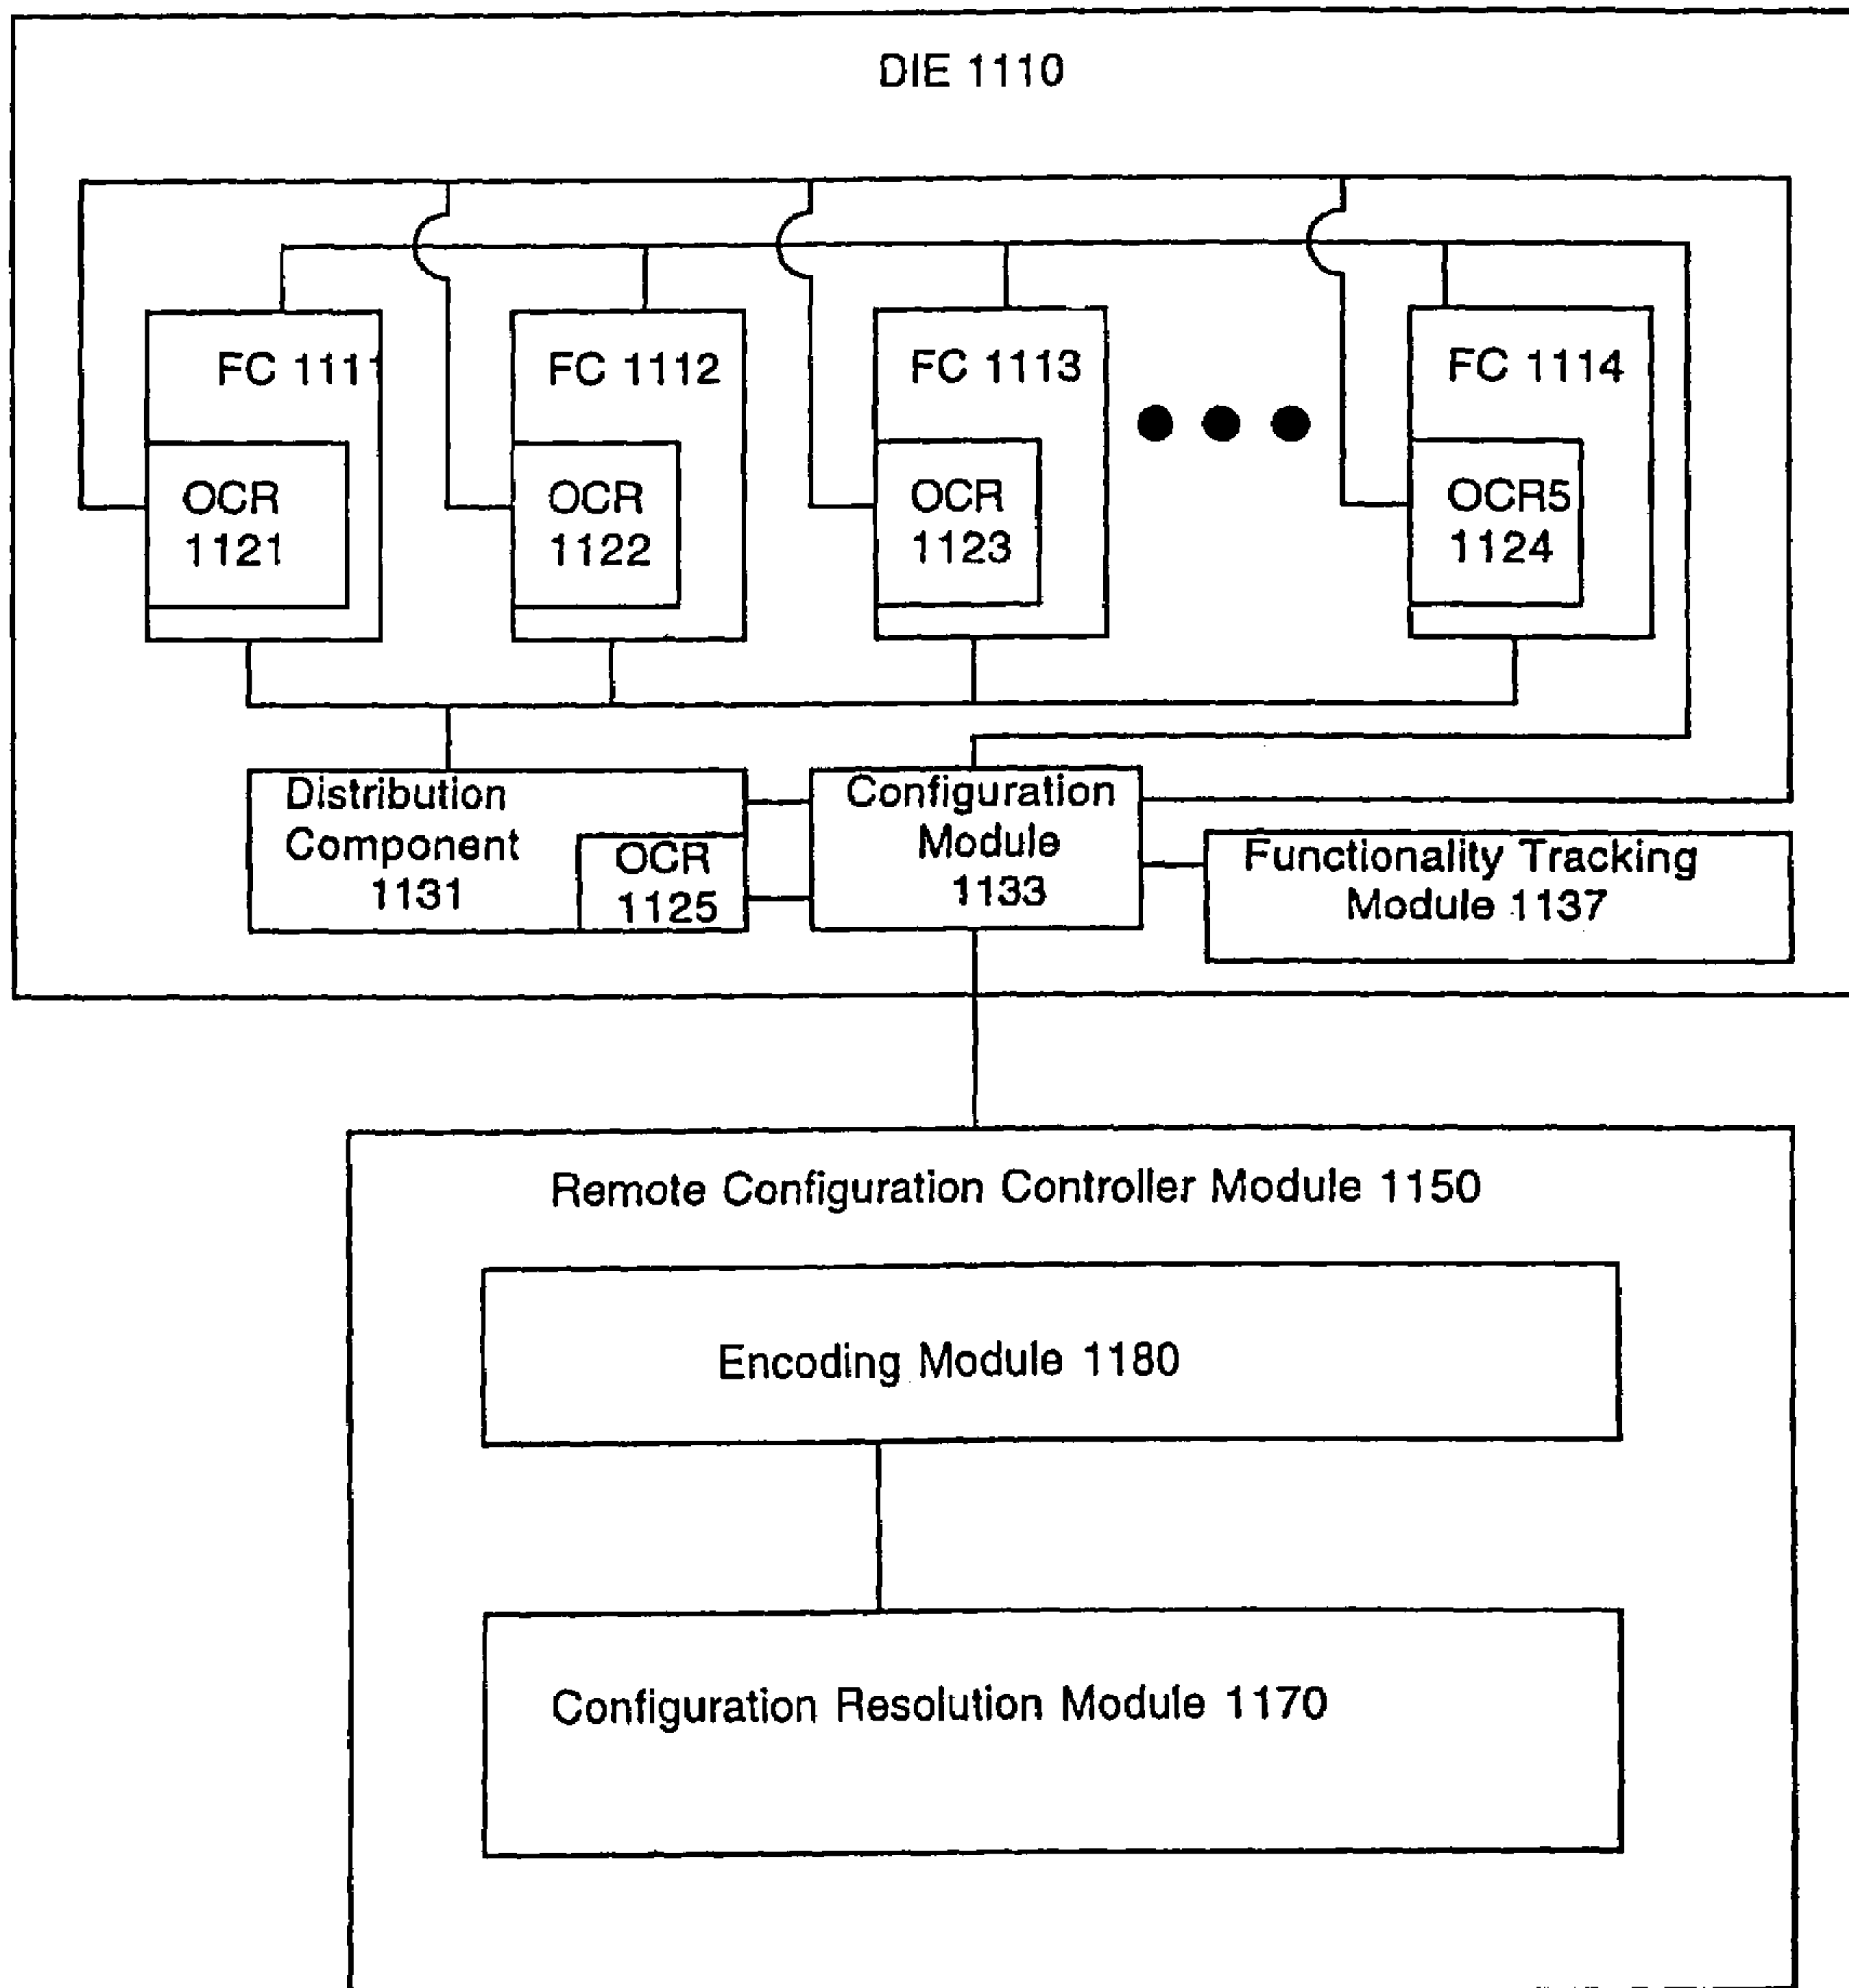 DIE 1110
FC 1111
FC 1112
FC 1113
FC 1114
OCR
1121
OCR
1122
OCR
1123
OCR5
1124
Distribution
Component
1131
OCR
1125
Configuration
Module
1133
Functionality Tracking
Module 1137
Remote Configuration Controller Module 1150
Encoding Module 1180
Configuration Resolution Module 1170